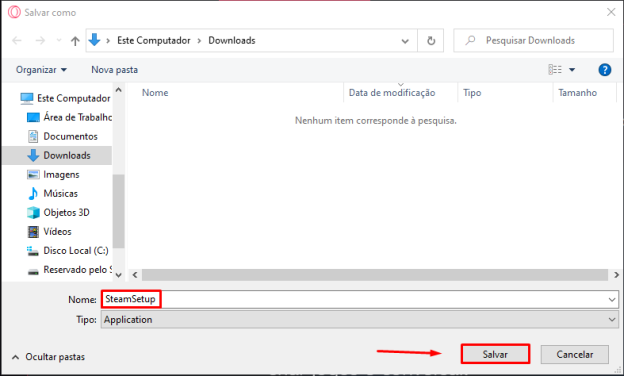 Salvar como
Este Computador > Downloads
Pesquisar Downloads
Organizar
Nova pasta
Nome
Data de modificação
Tipo
Tamanho
Nenhum item corresponde à pesquisa.
Este Computador
Área de Trabalho
Documentos
Downloads
Imagens
Músicas
Objetos 3D
Vídeos
Disco Local (C:)
Reservado pelo S
Nome: SteamSetup
Tipo: Application
Ocultar pastas
Salvar
Cancelar